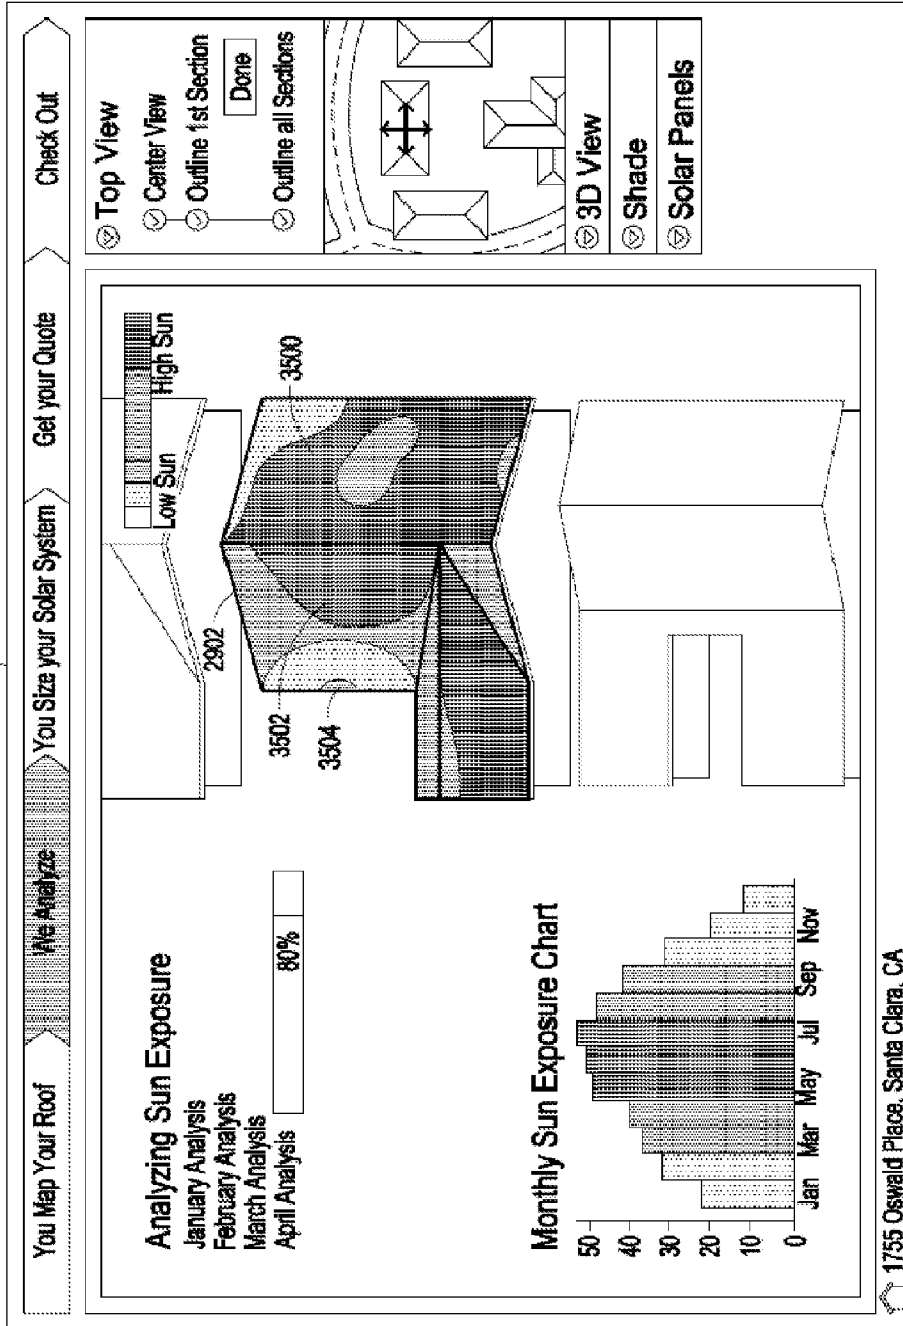 You Map Your Roof
We Analyze
You Size your Solar System
Get your Quote
Check Out
Analyzing Sun Exposure
January Analysis
February Analysis
March Analysis
April Analysis
80%
Low Sun
High Sun
2902
3500
3502
3504
Monthly Sun Exposure Chart
50
40
30
20
10
0
Jan
Mar
May
Jul
Sep
Nov
Top View
Center View
Outline 1st Section
Done
Outline all Sections
3D View
Shade
Solar Panels
1755 Oswald Place, Santa Clara, CA